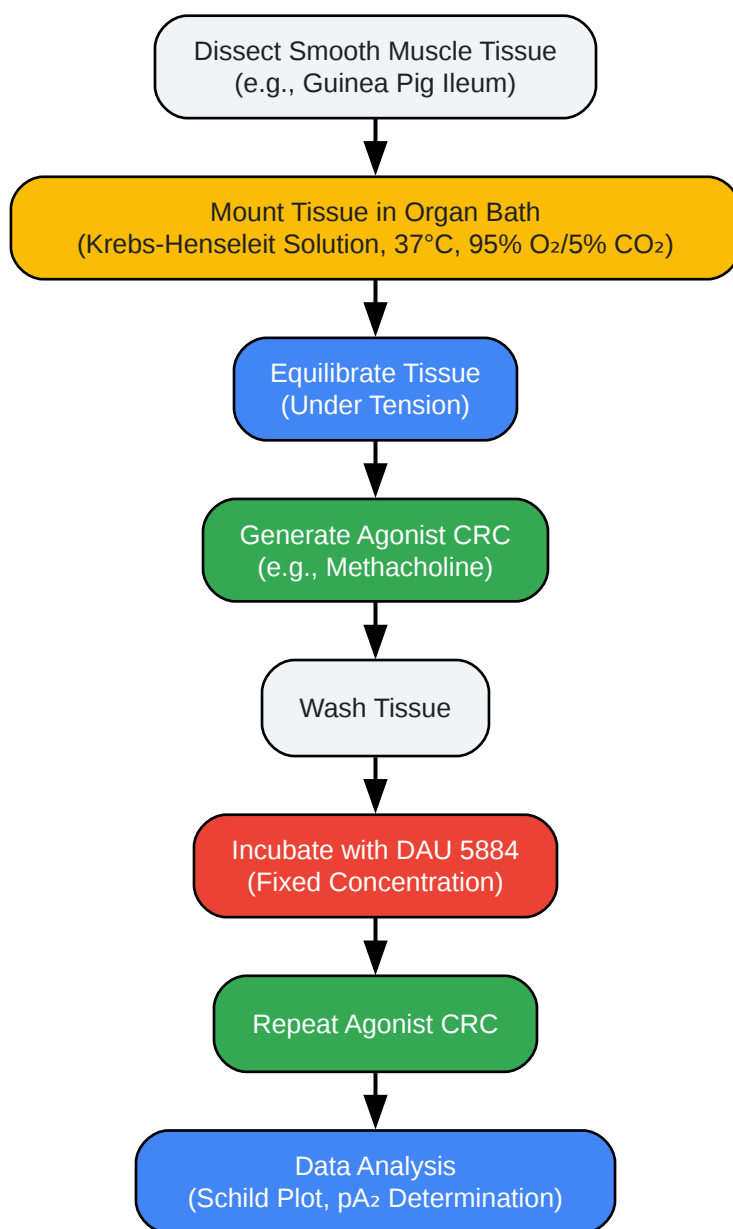 Dissect Smooth Muscle Tissue
(e.g., Guinea Pig Ileum)
Mount Tissue in Organ Bath
(Krebs-Henseleit Solution, 37°C, 95% O₂/5% CO₂)
Equilibrate Tissue
(Under Tension)
Generate Agonist CRC
(e.g., Methacholine)
Wash Tissue
Incubate with DAU 5884
(Fixed Concentration)
Repeat Agonist CRC
Data Analysis
(Schild Plot, pA₂ Determination)